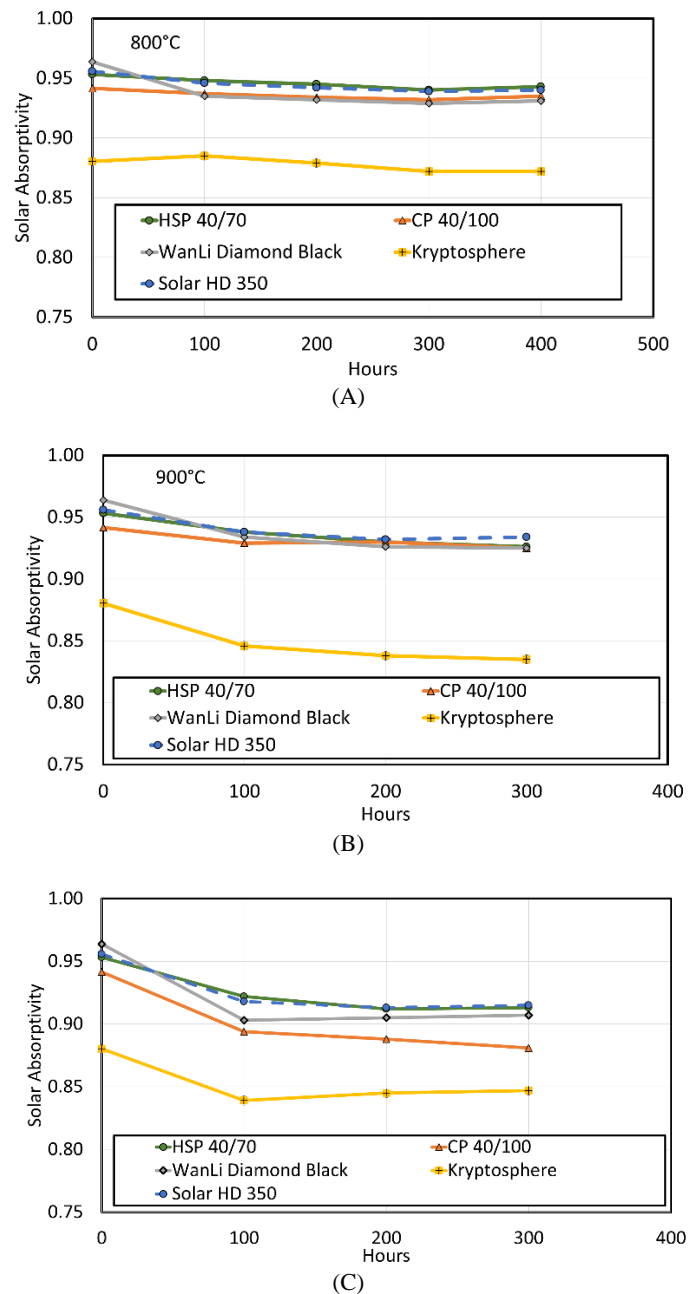 1.00
800°C
0.95
0.90
0.85
0.80
0.75
Solar Absorptivity
HSP 40/70 CP 40/100
WanLi Diamond Black Kryptosphere
Solar HD 350
0 100 200 300 400 500
Hours
(A)
1.00
900°C
0.95
0.90
0.85
0.80
0.75
Solar Absorptivity
HSP 40/70 CP 40/100
WanLi Diamond Black Kryptosphere
Solar HD 350
0 100 200 300 400
Hours
(B)
1.00
0.95
0.90
0.85
0.80
0.75
Solar Absorptivity
HSP 40/70 CP 40/100
WanLi Diamond Black Kryptosphere
Solar HD 350
0 100 200 300 400
Hours
(C)